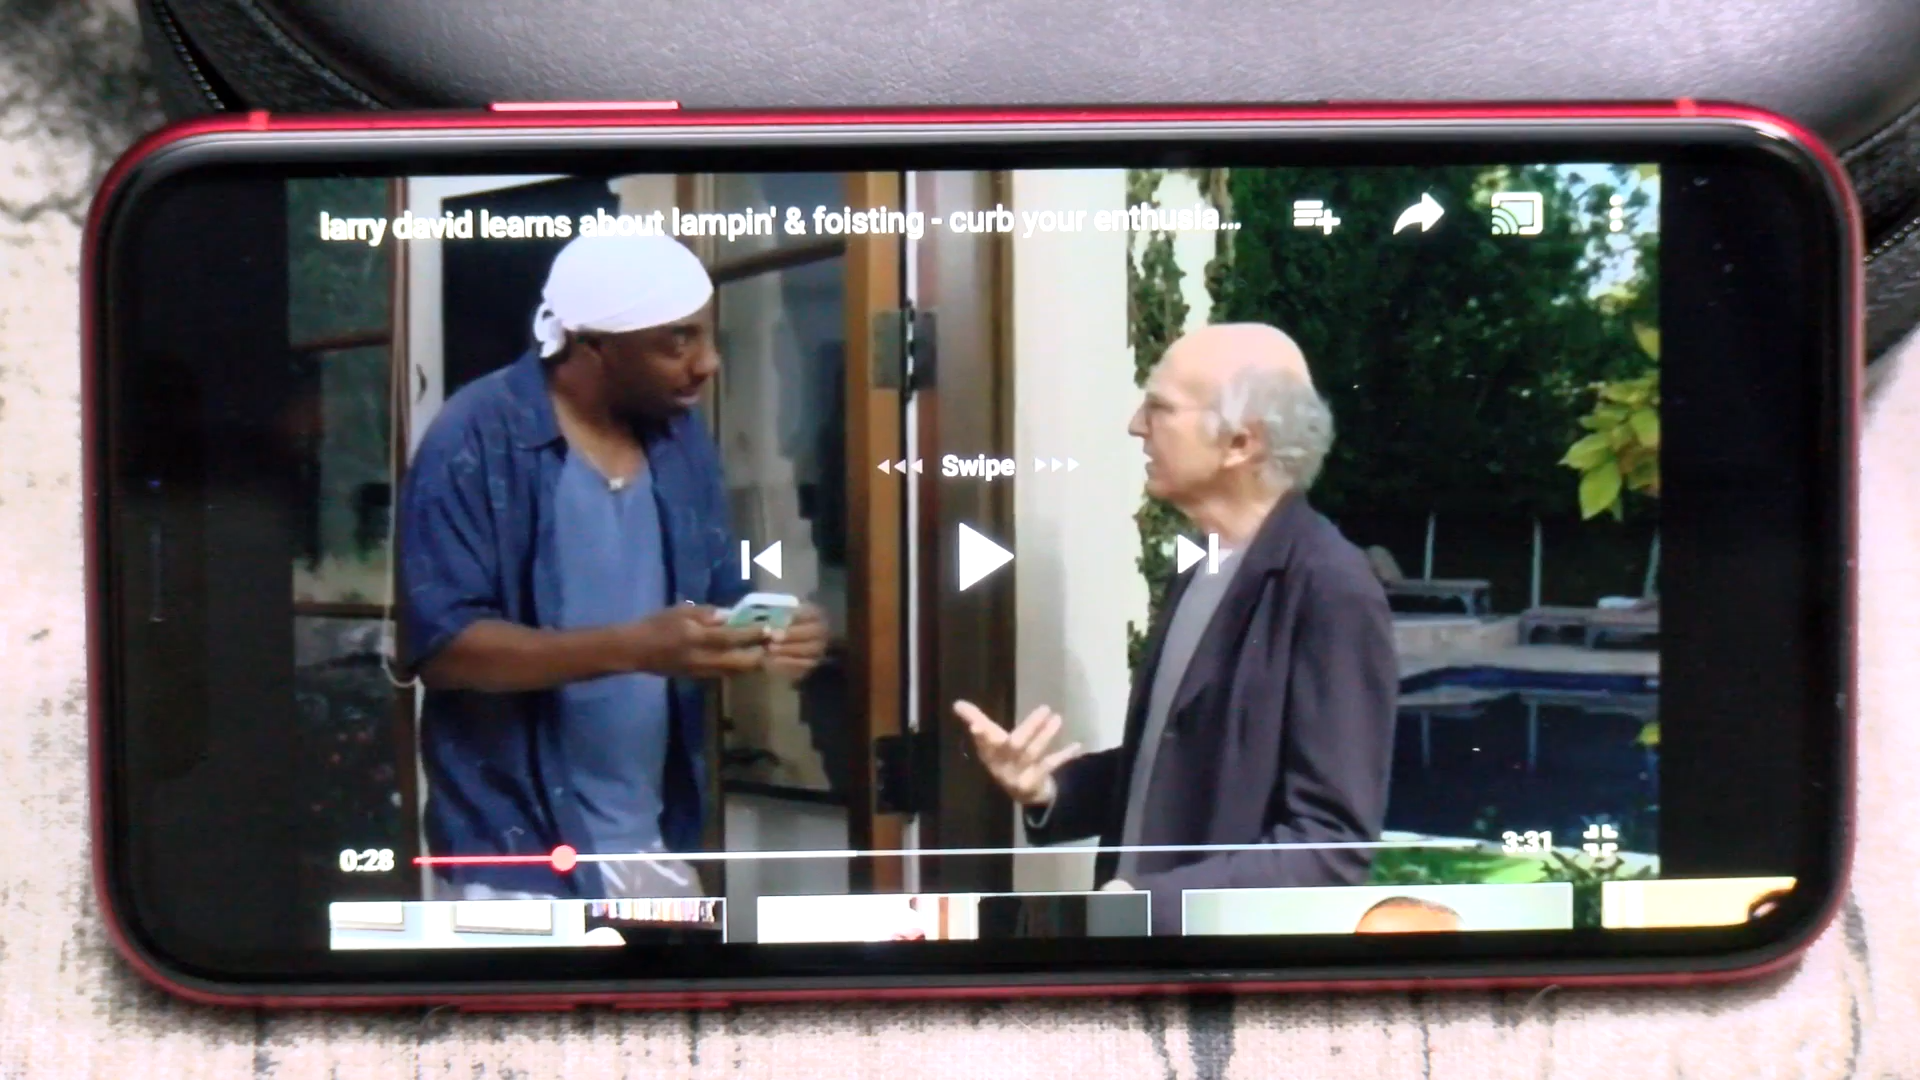 larry david learns about lampin' & foisting - curb your enthusia...
Swipe
0:28
3:31